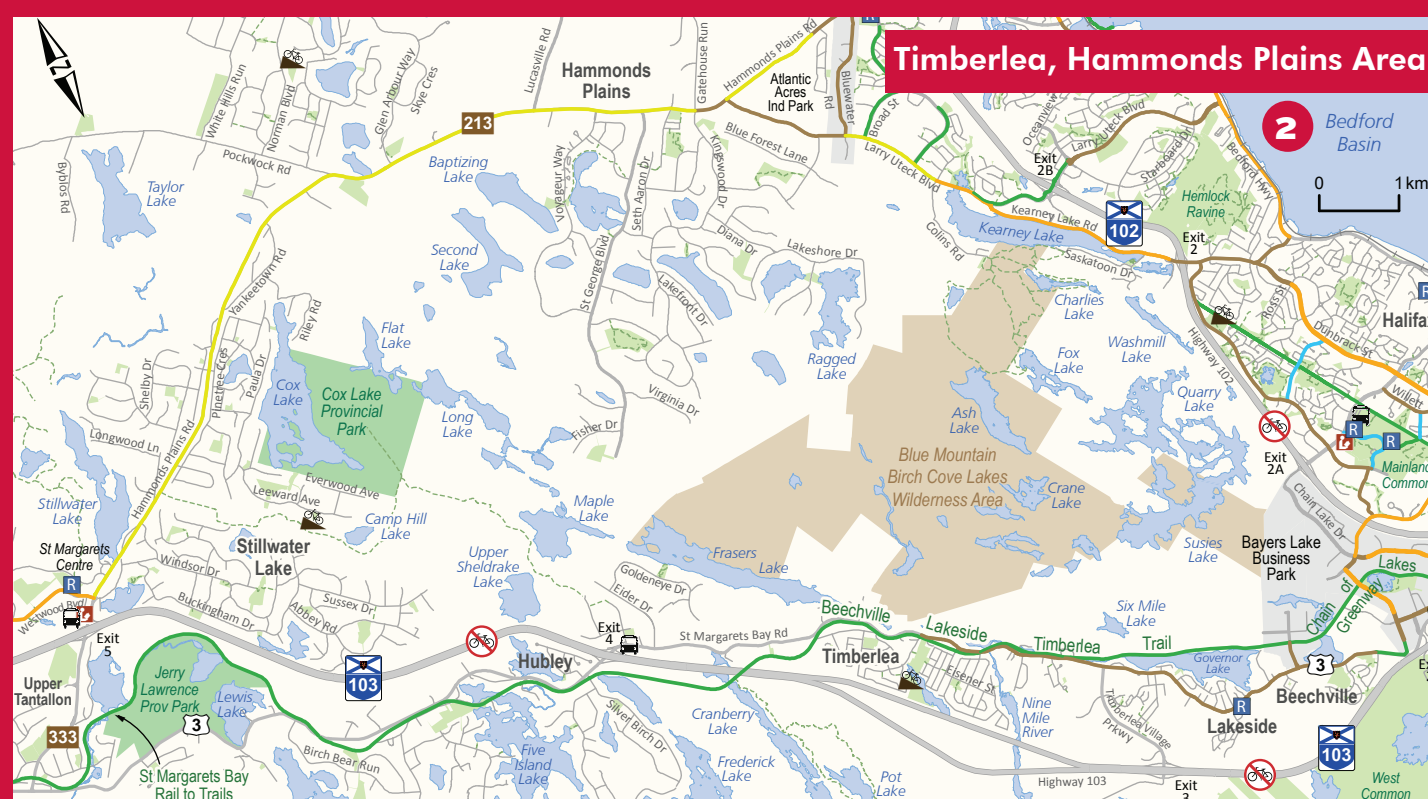 Timberlea, Hammonds Plains Area
2
Bedford
Basin
0 1 km
Hammonds
Plains
Lucasville Rd
Gatehouse Run
Hammonds Plains Rd
Atlantic
Acres
Ind Park
Bluewater
Rd
Broad St
R
White Hills Run
Norman Blvd
Glen Arbour Way
Skye Cres
213
Pockwock Rd
Byblos Rd
Taylor
Lake
Baptizing
Lake
Voyageur Way
Seth Aaron Dr
Kingswood Dr
Blue Forest Lane
Larry Uteck Blvd
Oceanview
Larry Uteck Blvd
Starboard Dr
Exit
2B
Bedford Hwy
Hemlock
Ravine
Kearney Lake Rd
Kearney Lake
102
Exit
2
Colins Rd
Saskatoon Dr
Second
Lake
St George Blvd
Diana Dr
Lakeshore Dr
Lakefront Dr
Yankeetown Rd
Riley Rd
Flat
Lake
Charlies
Lake
Washmill
Lake
Fox
Lake
Highway 102
Ross St
Dunbrack St
R
Halifa
Willett
Ragged
Lake
Shelby Dr
Pinetree Cres
Paula Dr
Cox
Lake
Cox Lake
Provincial
Park
Long
Lake
Virginia Dr
Fisher Dr
Quarry
Lake
Ash
Lake
Blue Mountain
Birch Cove Lakes
Wilderness Area
Crane
Lake
Exit
2A
R
R
Mainland
Common
Longwood Ln
Hammonds Plains Rd
Leeward Ave
Everwood Ave
Camp Hill
Lake
Maple
Lake
Stillwater
Lake
St Margarets
Centre
R
Westwood Blvd
Stillwater
Lake
Windsor Dr
Buckingham Dr
Abbey Rd
Sussex Dr
Upper
Sheldrake
Lake
Frasers
Lake
Goldeneye Dr
Eider Dr
Susies
Lake
Chain Lake Dr
Bayers Lake
Business
Park
Lakes
Chain of
Greenway
Six Mile
Lake
Exit
5
Exit
4
St Margarets Bay Rd
Beechville
Lakeside
Timberlea
Trail
Hubley
Timberlea
Governor
Lake
3
Beechville
Upper
Tantallon
Jerry
Lawrence
Prov Park
Lewis
Lake
3
103
333
Elsener St
Timberlea Village
Prkwy
R
Lakeside
Nine
Mile
River
Silver Birch Dr
Cranberry
Lake
Birch Bear Run
St Margarets Bay
Rail to Trails
Five
Island
Lake
Frederick
Lake
Pot
Lake
Highway 103
Exit
3
103
West
Common